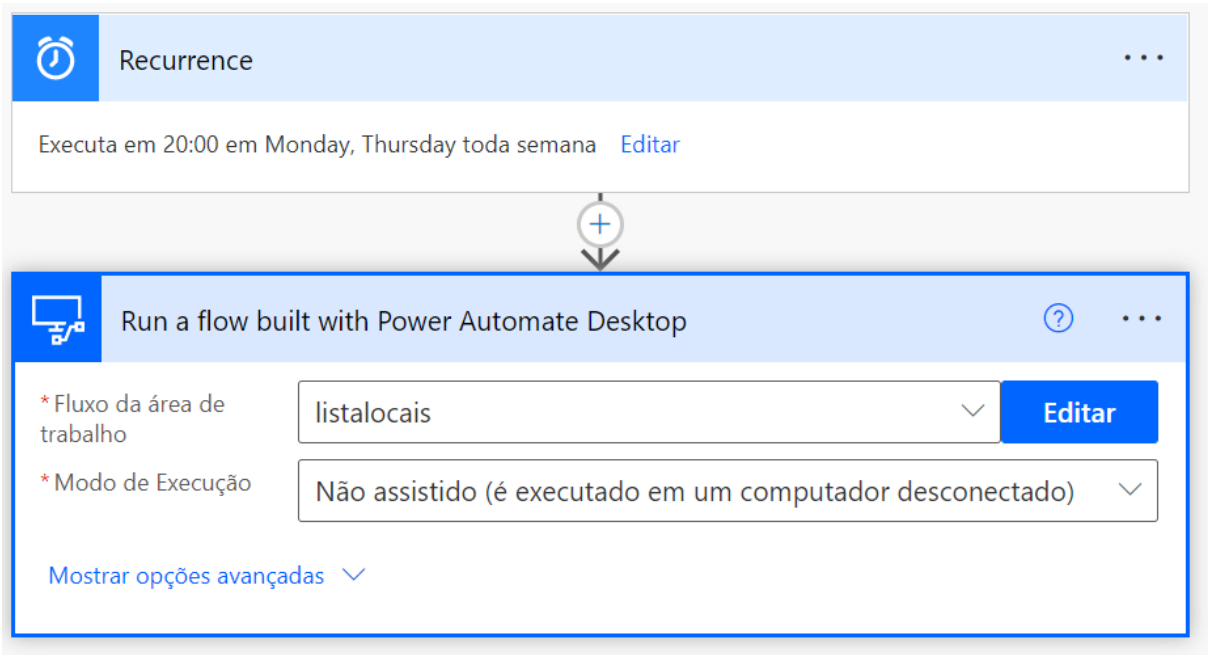 Recurrence
Executa em 20:00 em Monday, Thursday toda semana Editar
Run a flow built with Power Automate Desktop
*Fluxo da área de
trabalho
listalocais
Editar
*Modo de Execução
Não assistido (é executado em um computador desconectado)
Mostrar opções avançadas